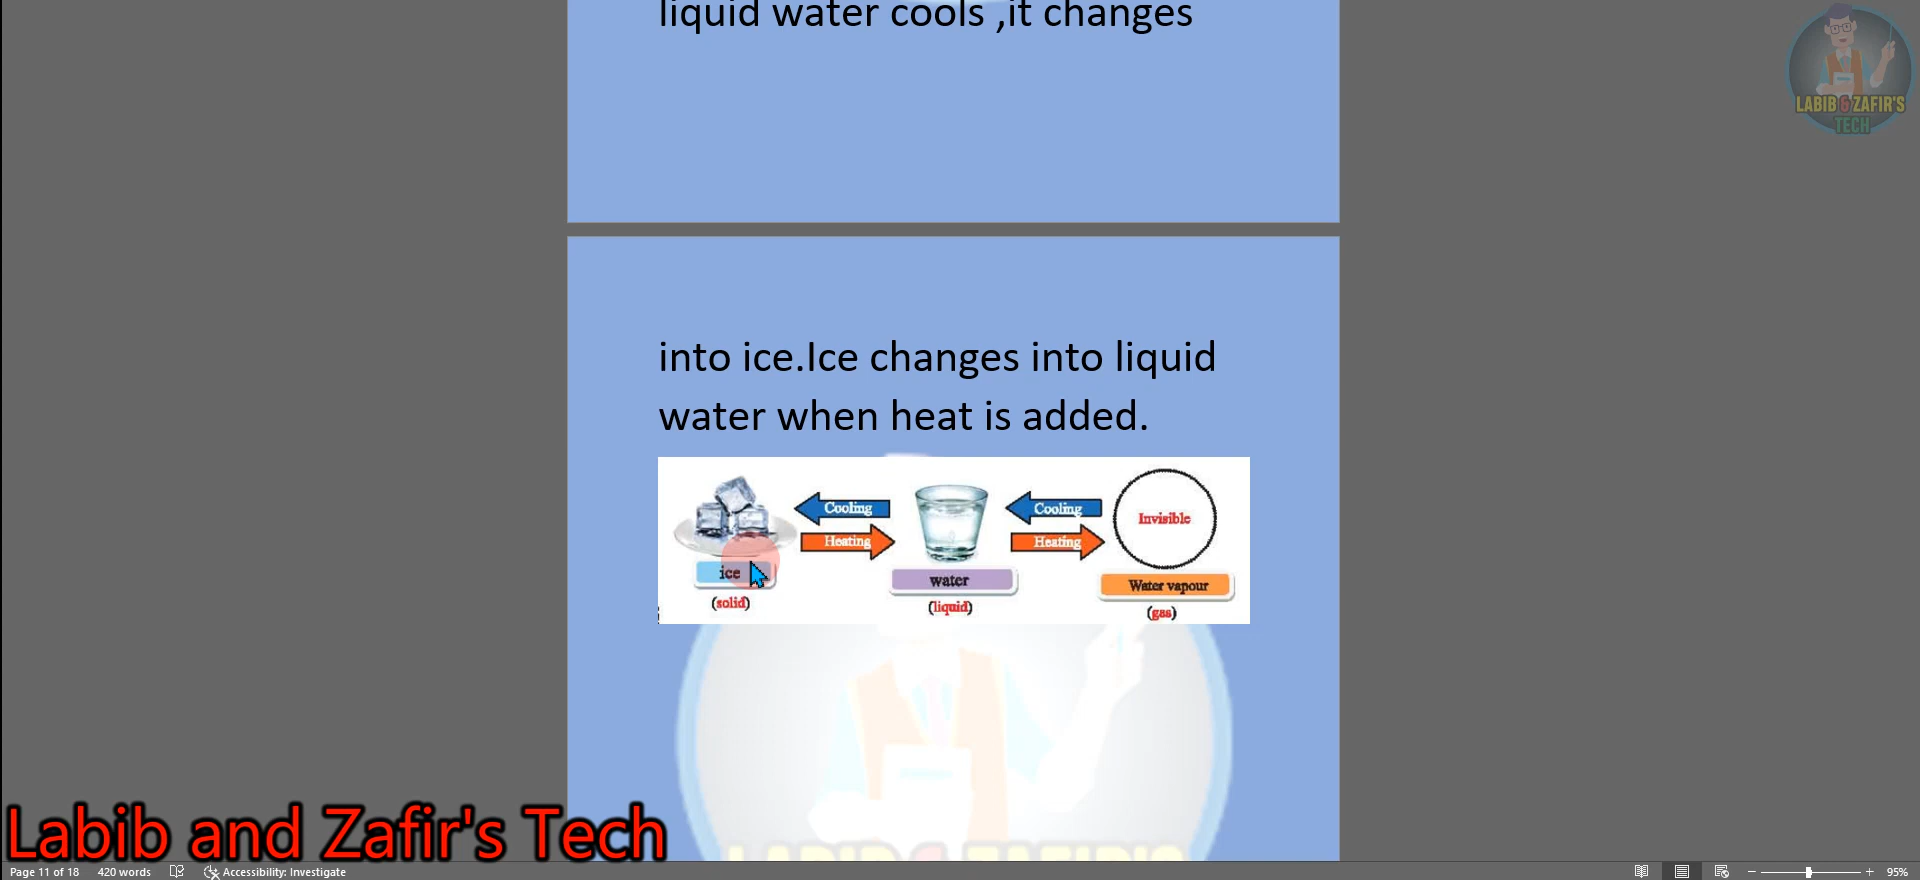 liquid water cools ,it changes
LABIB & ZAFIR'S
TECH
into ice.Ice changes into liquid
water when heat is added.
Cooling
Heating
Cooling
Heating
Invisible
ice
(solid)
water
(liquid)
Water vapour
(gas)
LABIB & ZAFIR'S
Labib and Zafir's Tech
Page 11 of 18 420 words Accessibility: Investigate 95%